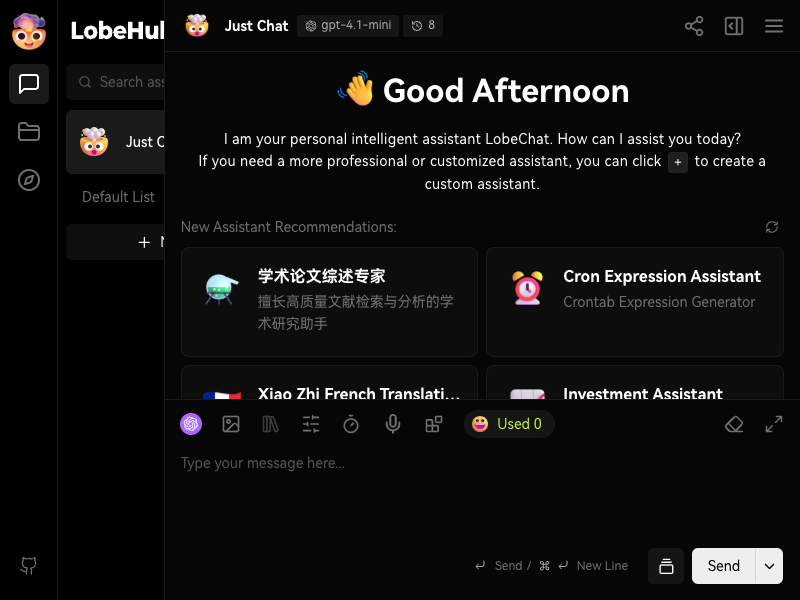 LobeHub
Search ass
Just C
Default List
Just Chat
gpt-4.1-mini
8
Good Afternoon
I am your personal intelligent assistant LobeChat. How can I assist you today?
If you need a more professional or customized assistant, you can click + to create a
custom assistant.
New Assistant Recommendations:
学术论文综述专家
擅长高质量文献检索与分析的学
术研究助手
Cron Expression Assistant
Crontab Expression Generator
Xiao Zhi French Translati...
Investment Assistant
Used 0
Type your message here...
Send / ⌘ New Line
Send